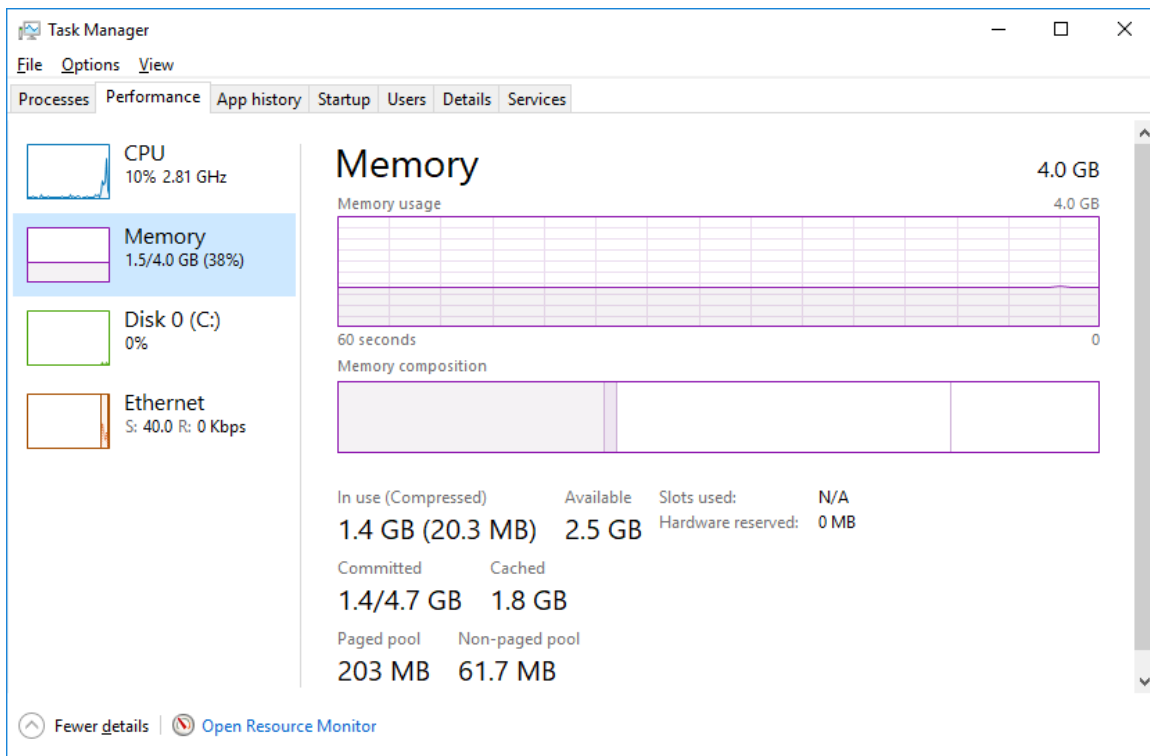 Task Manager
File Options View
Processes Performance App history Startup Users Details Services
CPU
10% 2.81 GHz
Memory
1.5/4.0 GB (38%)
Disk 0 (C:)
0%
Ethernet
S: 40.0 R: 0 Kbps
Memory 4.0 GB
Memory usage 4.0 GB
60 seconds 0
Memory composition
In use (Compressed) Available Slots used: N/A
1.4 GB (20.3 MB) 2.5 GB Hardware reserved: 0 MB
Committed Cached
1.4/4.7 GB 1.8 GB
Paged pool Non-paged pool
203 MB 61.7 MB
Fewer details Open Resource Monitor